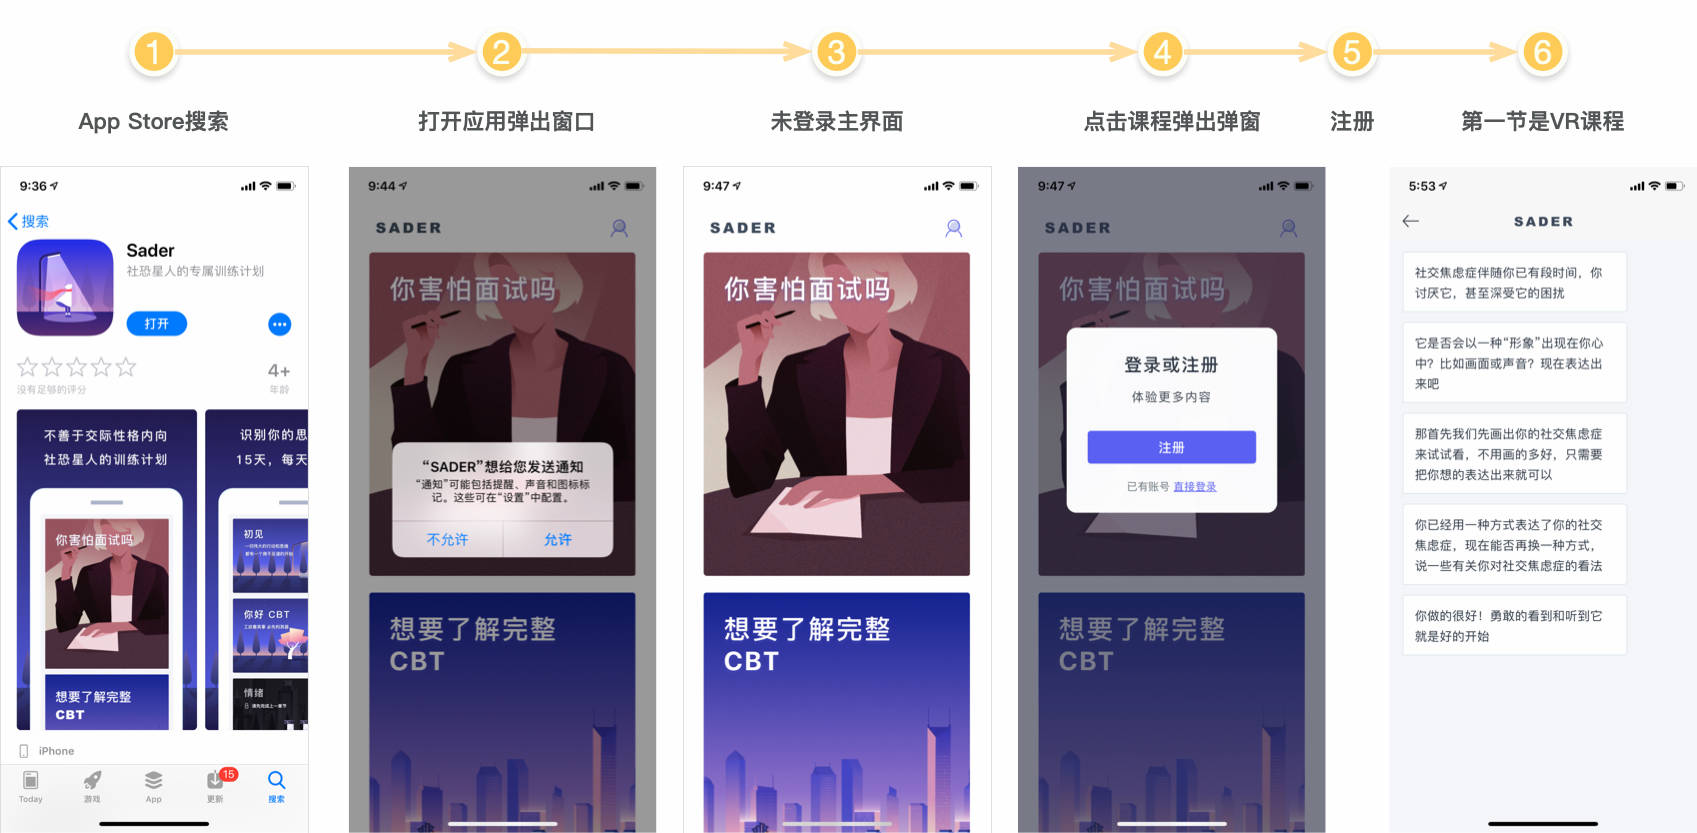 1
2
3
4
5
6
App Store搜索
打开应用弹出窗口
未登录主界面
点击课程弹出弹窗
注册
第一节是VR课程
9:36
搜索
Sader
社恐星人的专属训练计划
打开
没有足够的评分
4+
年龄
不善于交际性格内向
社恐星人的训练计划
你害怕面试吗
想要了解完整
CBT
识别你的思
15天，每天
初见
你好 CBT
情绪
iPhone
Today
游戏
App
15
更新
搜索
9:44
SADER
你害怕面试吗
“SADER”想给您发送通知
“通知”可能包括提醒、声音和图标标
记。这些可在“设置”中配置。
不允许
允许
想要了解完整
CBT
9:47
SADER
你害怕面试吗
想要了解完整
CBT
9:47
SADER
你害怕面试吗
登录或注册
体验更多内容
注册
已有账号 直接登录
想要了解完整
CBT
5:53
SADER
社交焦虑症伴随你已有段时间，你
讨厌它，甚至深受它的困扰
它是否会以一种“形象”出现在你心
中？比如画面或声音？现在表达出
来吧
那首先我们先画出你的社交焦虑症
来试试看，不用画的多好，只需要
把你想的表达出来就可以
你已经用一种方式表达了你的社交
焦虑症，现在能否再换一种方式，
说一些有关你对社交焦虑症的看法
你做的很好！勇敢的看到和听到它
就是好的开始